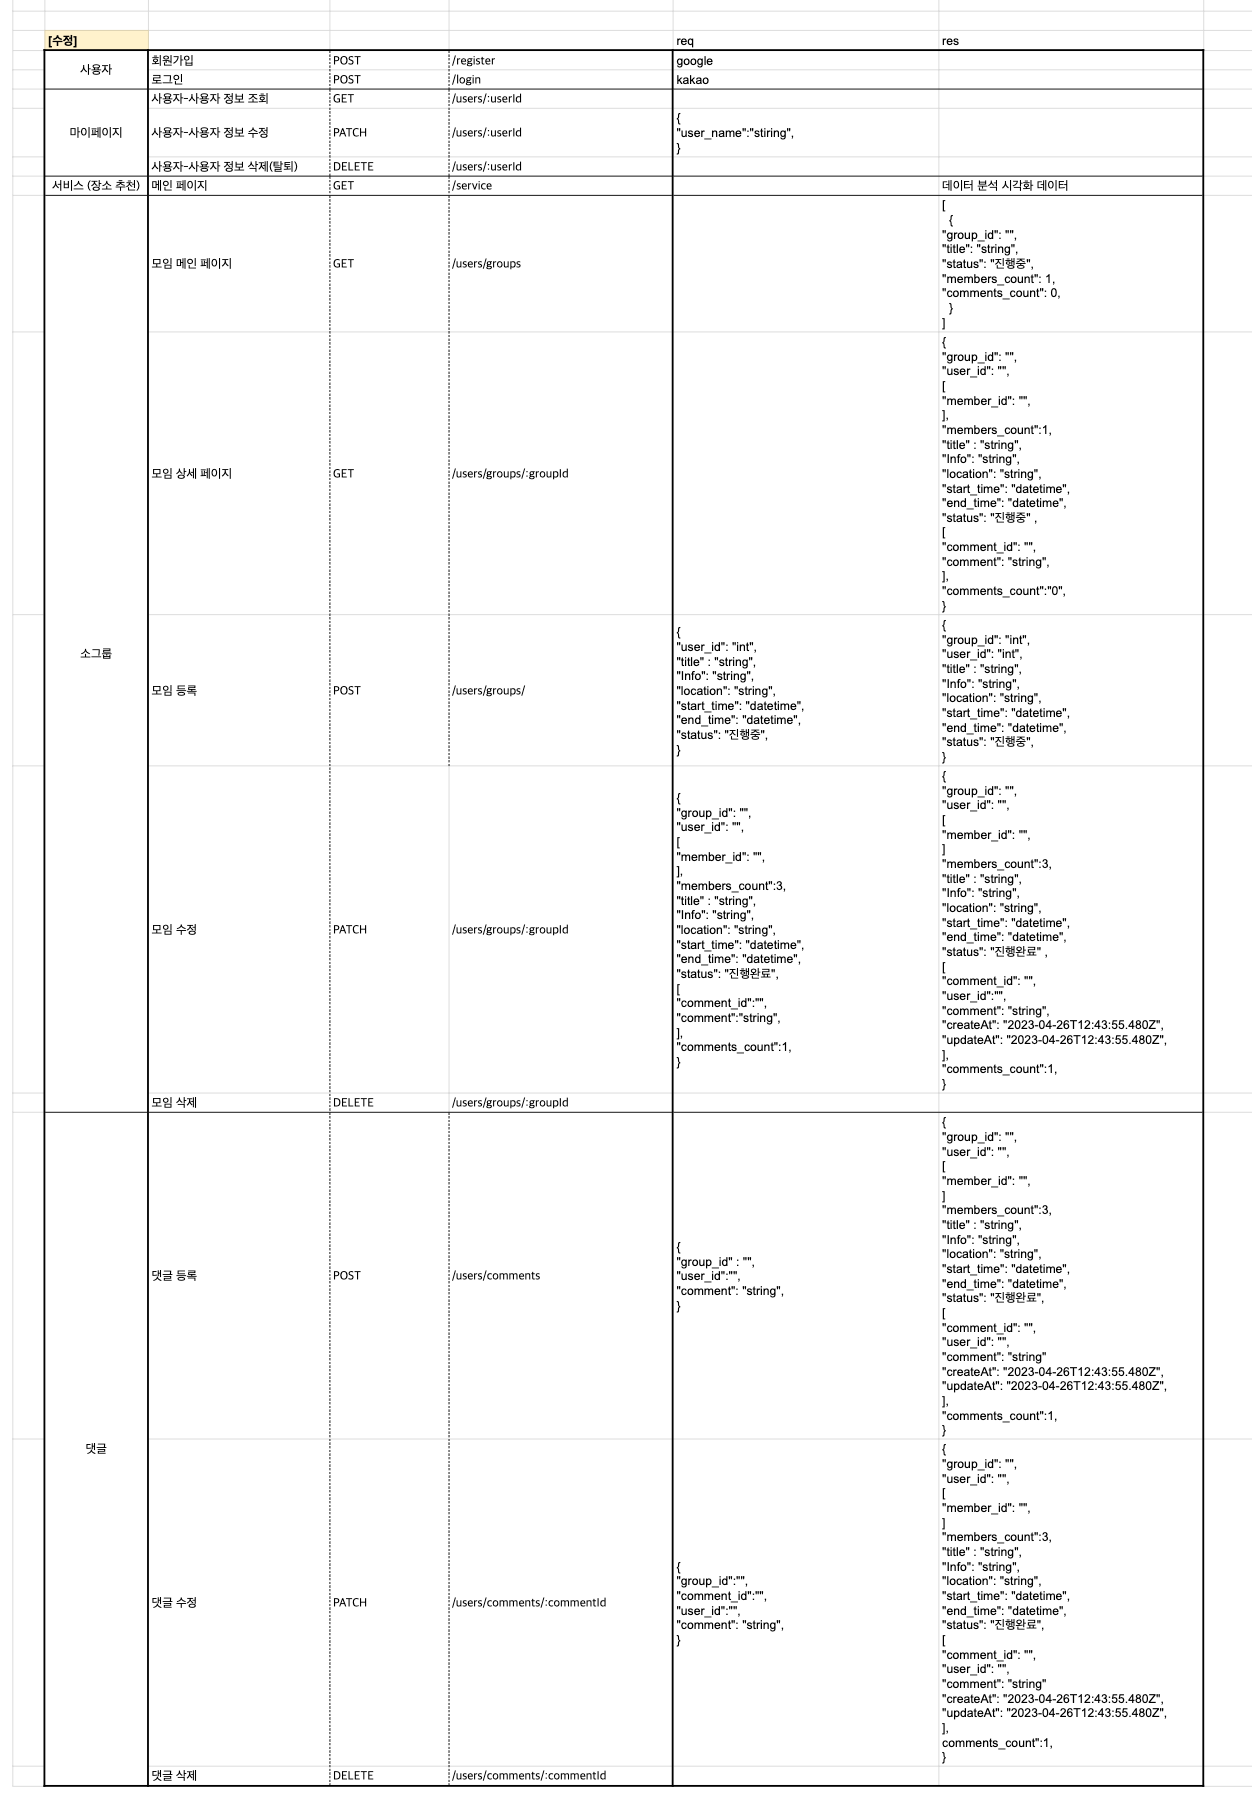 [수정]
req
res
사용자
회원가입
POST
/register
google
로그인
POST
/login
kakao
마이페이지
사용자-사용자 정보 조회
GET
/users/:userId
사용자-사용자 정보 수정
PATCH
/users/:userId
{
"user_name":"stiring",
}
사용자-사용자 정보 삭제(탈퇴)
DELETE
/users/:userId
서비스 (장소 추천)
메인 페이지
GET
/service
데이터 분석 시각화 데이터
소그룹
모임 메인 페이지
GET
/users/groups
[
{
"group_id": "",
"title": "string",
"status": "진행중",
"members_count": 1,
"comments_count": 0,
}
]
모임 상세 페이지
GET
/users/groups/:groupId
{
"group_id": "",
"user_id": "",
[
"member_id": "",
],
"members_count":1,
"title" : "string",
"Info": "string",
"location": "string",
"start_time": "datetime",
"end_time": "datetime",
"status": "진행중" ,
[
"comment_id": "",
"comment": "string",
],
"comments_count":"0",
}
모임 등록
POST
/users/groups/
{
"user_id": "int",
"title" : "string",
"Info": "string",
"location": "string",
"start_time": "datetime",
"end_time": "datetime",
"status": "진행중",
}
{
"group_id": "int",
"user_id": "int",
"title" : "string",
"Info": "string",
"location": "string",
"start_time": "datetime",
"end_time": "datetime",
"status": "진행중",
}
모임 수정
PATCH
/users/groups/:groupId
{
"group_id": "",
"user_id": "",
[
"member_id": "",
],
"members_count":3,
"title" : "string",
"Info": "string",
"location": "string",
"start_time": "datetime",
"end_time": "datetime",
"status": "진행완료",
[
"comment_id":"",
"comment":"string",
],
"comments_count":1,
}
{
"group_id": "",
"user_id": "",
[
"member_id": "",
]
"members_count":3,
"title" : "string",
"Info": "string",
"location": "string",
"start_time": "datetime",
"end_time": "datetime",
"status": "진행완료" ,
[
"comment_id": "",
"user_id":"",
"comment": "string",
"createAt": "2023-04-26T12:43:55.480Z",
"updateAt": "2023-04-26T12:43:55.480Z",
],
"comments_count":1,
}
모임 삭제
DELETE
/users/groups/:groupId
댓글
댓글 등록
POST
/users/comments
{
"group_id" : "",
"user_id":"",
"comment": "string",
}
{
"group_id": "",
"user_id": "",
[
"member_id": "",
]
"members_count":3,
"title" : "string",
"Info": "string",
"location": "string",
"start_time": "datetime",
"end_time": "datetime",
"status": "진행완료",
[
"comment_id": "",
"user_id": "",
"comment": "string"
"createAt": "2023-04-26T12:43:55.480Z",
"updateAt": "2023-04-26T12:43:55.480Z",
],
"comments_count":1,
}
댓글 수정
PATCH
/users/comments/:commentId
{
"group_id":"",
"comment_id":"",
"user_id":"",
"comment": "string",
}
{
"group_id": "",
"user_id": "",
[
"member_id": "",
]
"members_count":3,
"title" : "string",
"Info": "string",
"location": "string",
"start_time": "datetime",
"end_time": "datetime",
"status": "진행완료",
[
"comment_id": "",
"user_id": "",
"comment": "string"
"createAt": "2023-04-26T12:43:55.480Z",
"updateAt": "2023-04-26T12:43:55.480Z",
],
comments_count":1,
}
댓글 삭제
DELETE
/users/comments/:commentId